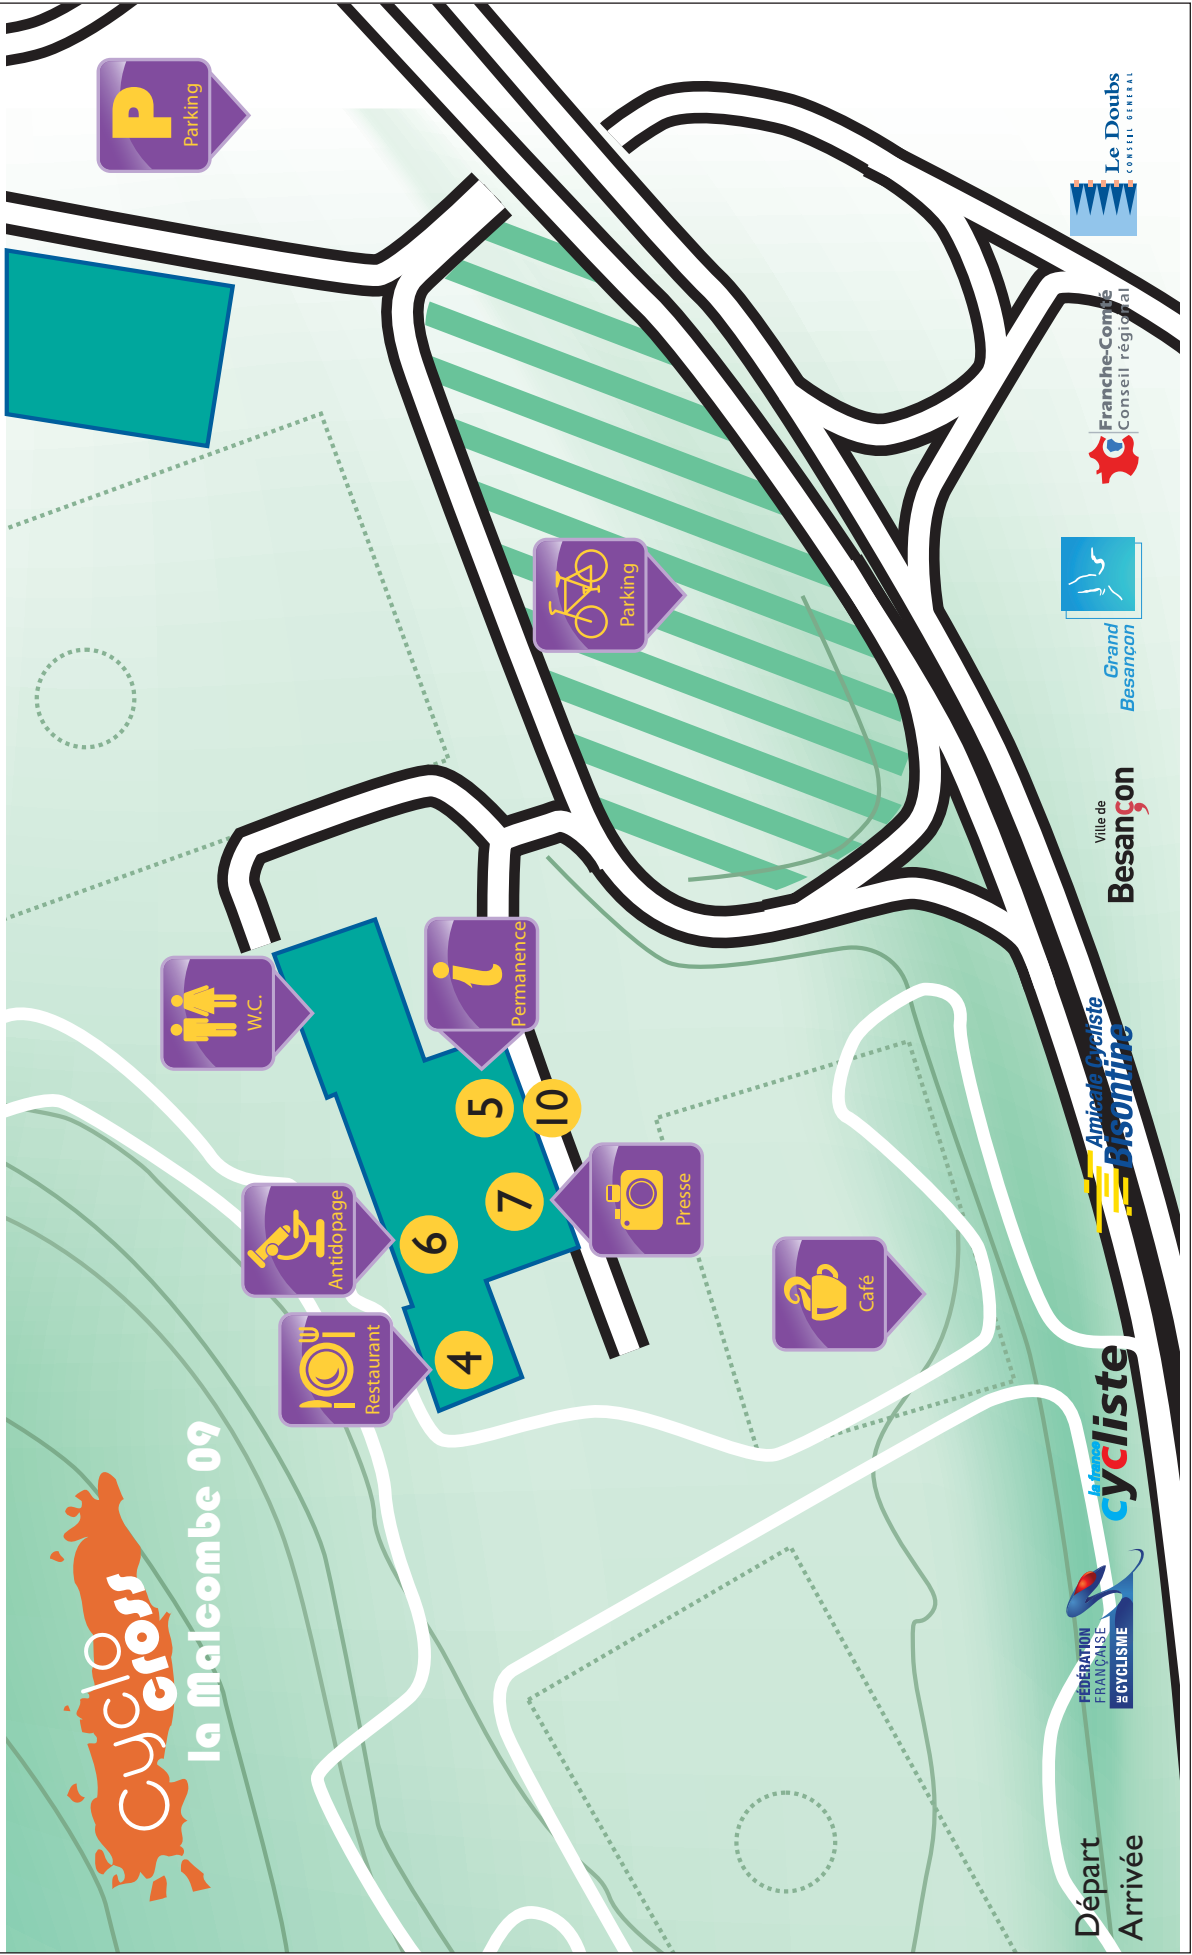 Cyclo
Cross
la Malcombe 09
Restaurant
Antidopage
W.C.
Parking
P
4
6
7
5
10
Permanence
i
Presse
Parking
Café
Départ
Arrivée
FÉDÉRATION
FRANÇAISE
DE CYCLISME
la france
cycliste
Amicale Cycliste
Bisontine
Ville de
Besançon
Grand
Besançon
Franche-Comté
Conseil régional
Le Doubs
CONSEIL GENERAL